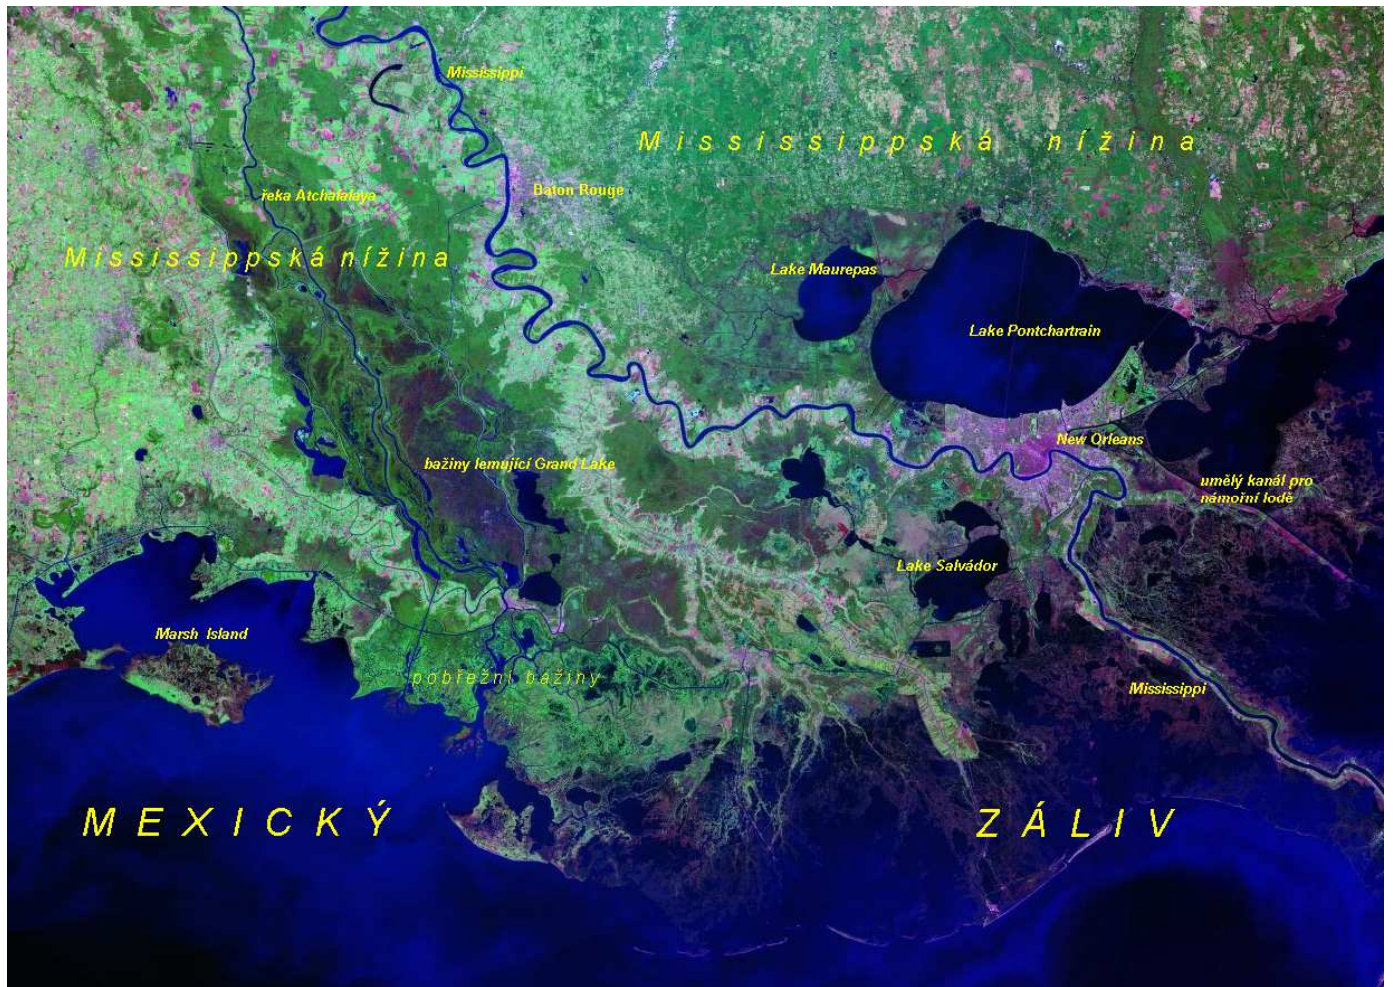 Mississippi
Mississippská nížina
Baton Rouge
řeka Atchafalaya
Mississippská nížina
Lake Maurepas
Lake Pontchartrain
New Orleans
bažiny lemující Grand Lake
umělý kanál pro
námořní lodě
Lake Salvádor
Marsh Island
pobřežní bažiny
Mississippi
MEXICKÝ ZÁLIV